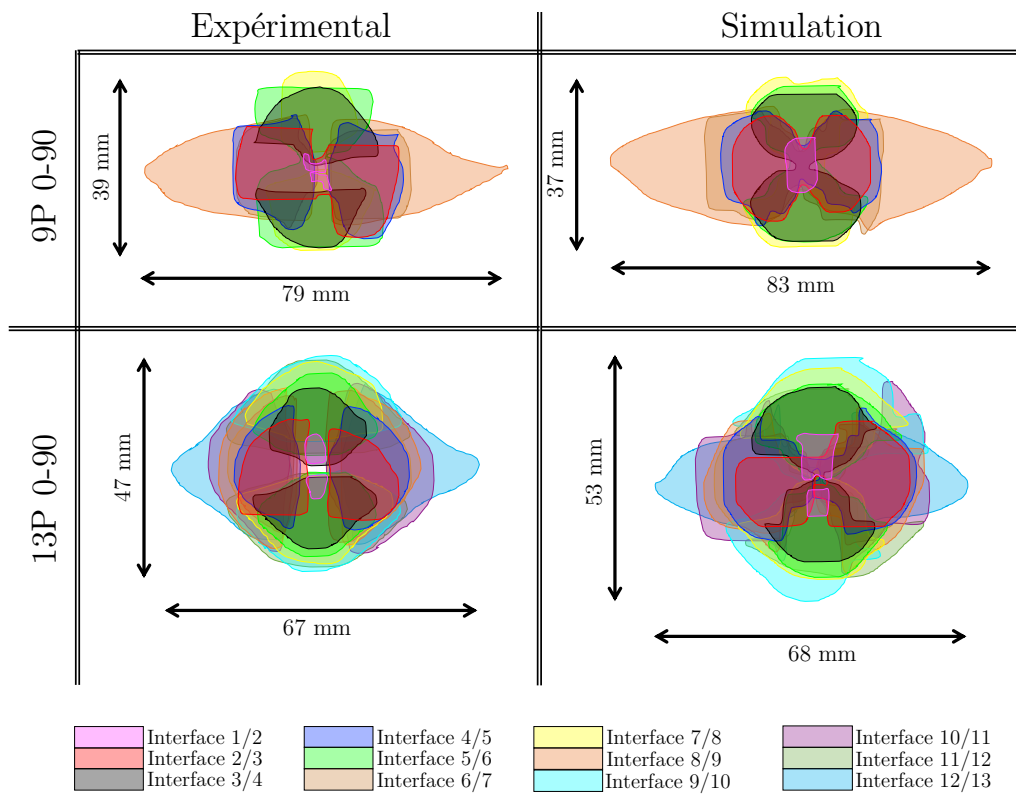 Expérimental
Simulation
9P 0-90
39 mm
79 mm
37 mm
83 mm
13P 0-90
47 mm
67 mm
53 mm
68 mm
Interface 1/2
Interface 2/3
Interface 3/4
Interface 4/5
Interface 5/6
Interface 6/7
Interface 7/8
Interface 8/9
Interface 9/10
Interface 10/11
Interface 11/12
Interface 12/13